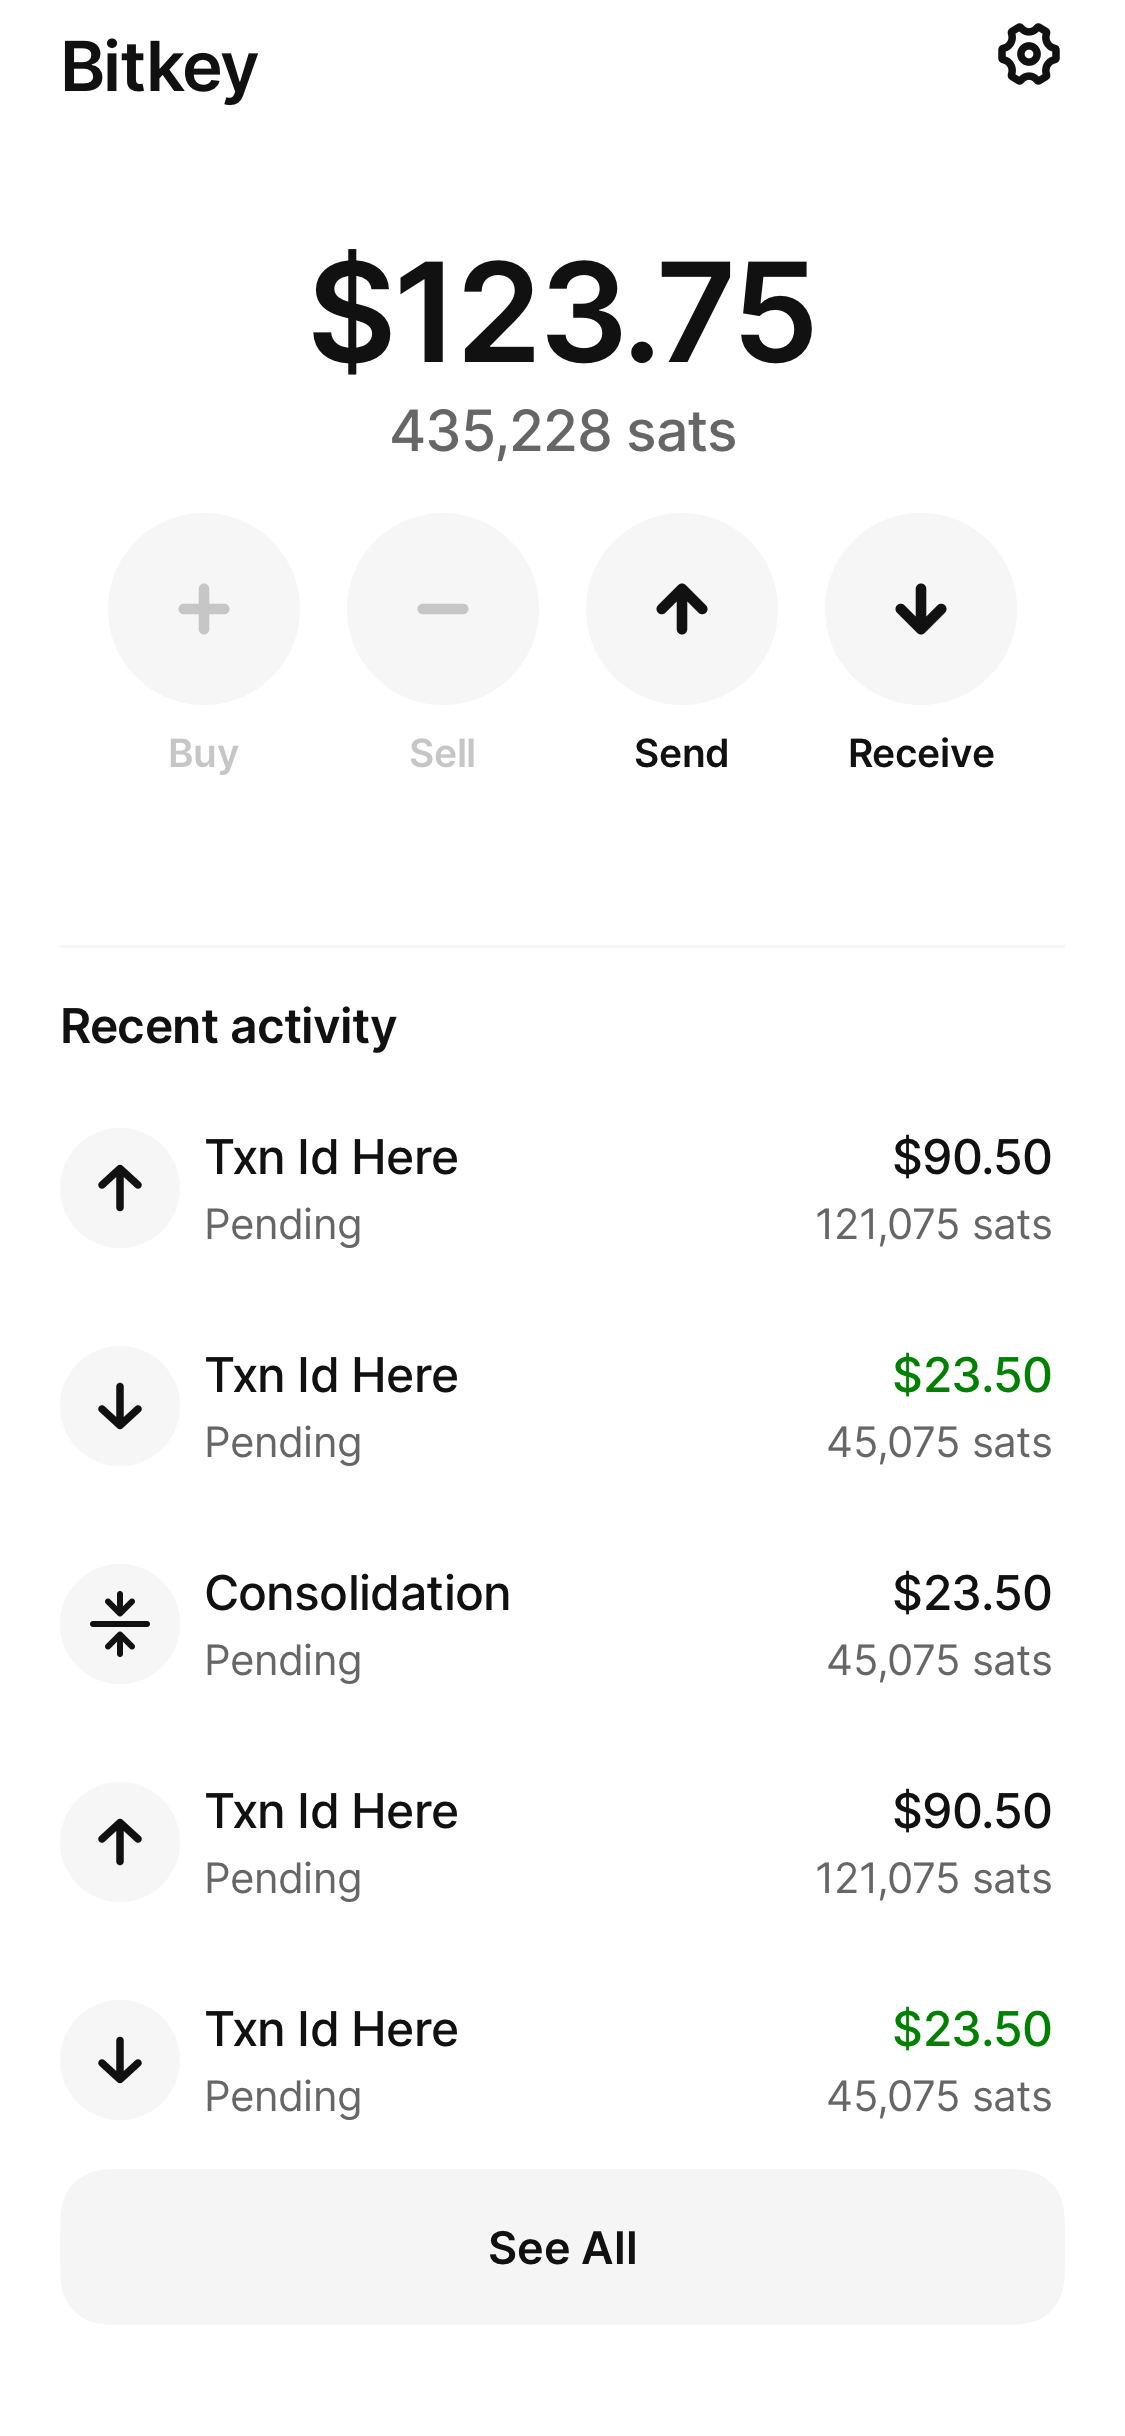 Bitkey
$123.75
435,228 sats
Buy
Sell
Send
Receive
Recent activity
Txn Id Here
$90.50
Pending
121,075 sats
Txn Id Here
$23.50
Pending
45,075 sats
Consolidation
$23.50
Pending
45,075 sats
Txn Id Here
$90.50
Pending
121,075 sats
Txn Id Here
$23.50
Pending
45,075 sats
See All